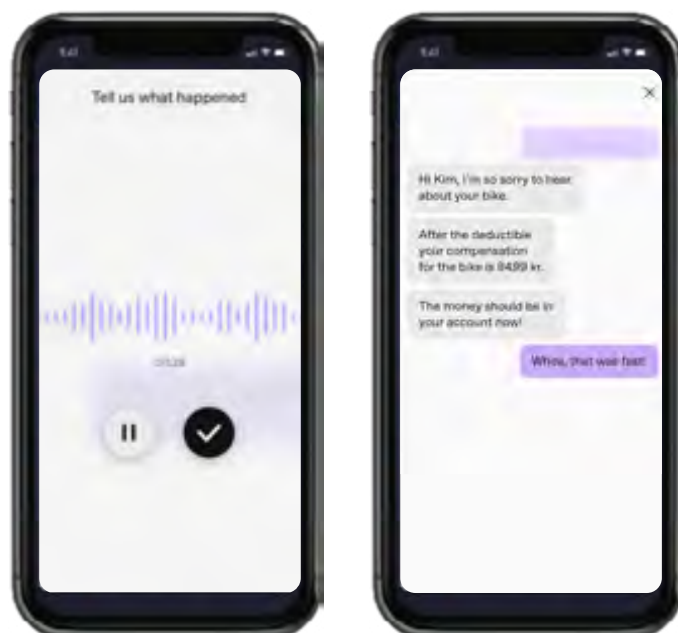 Tell us what happened
Hi Kim, I'm so sorry to hear
about your bike.
After the deductible
your compensation
for the bike is 8499 kr.
The money should be in
your account now!
that was fast!